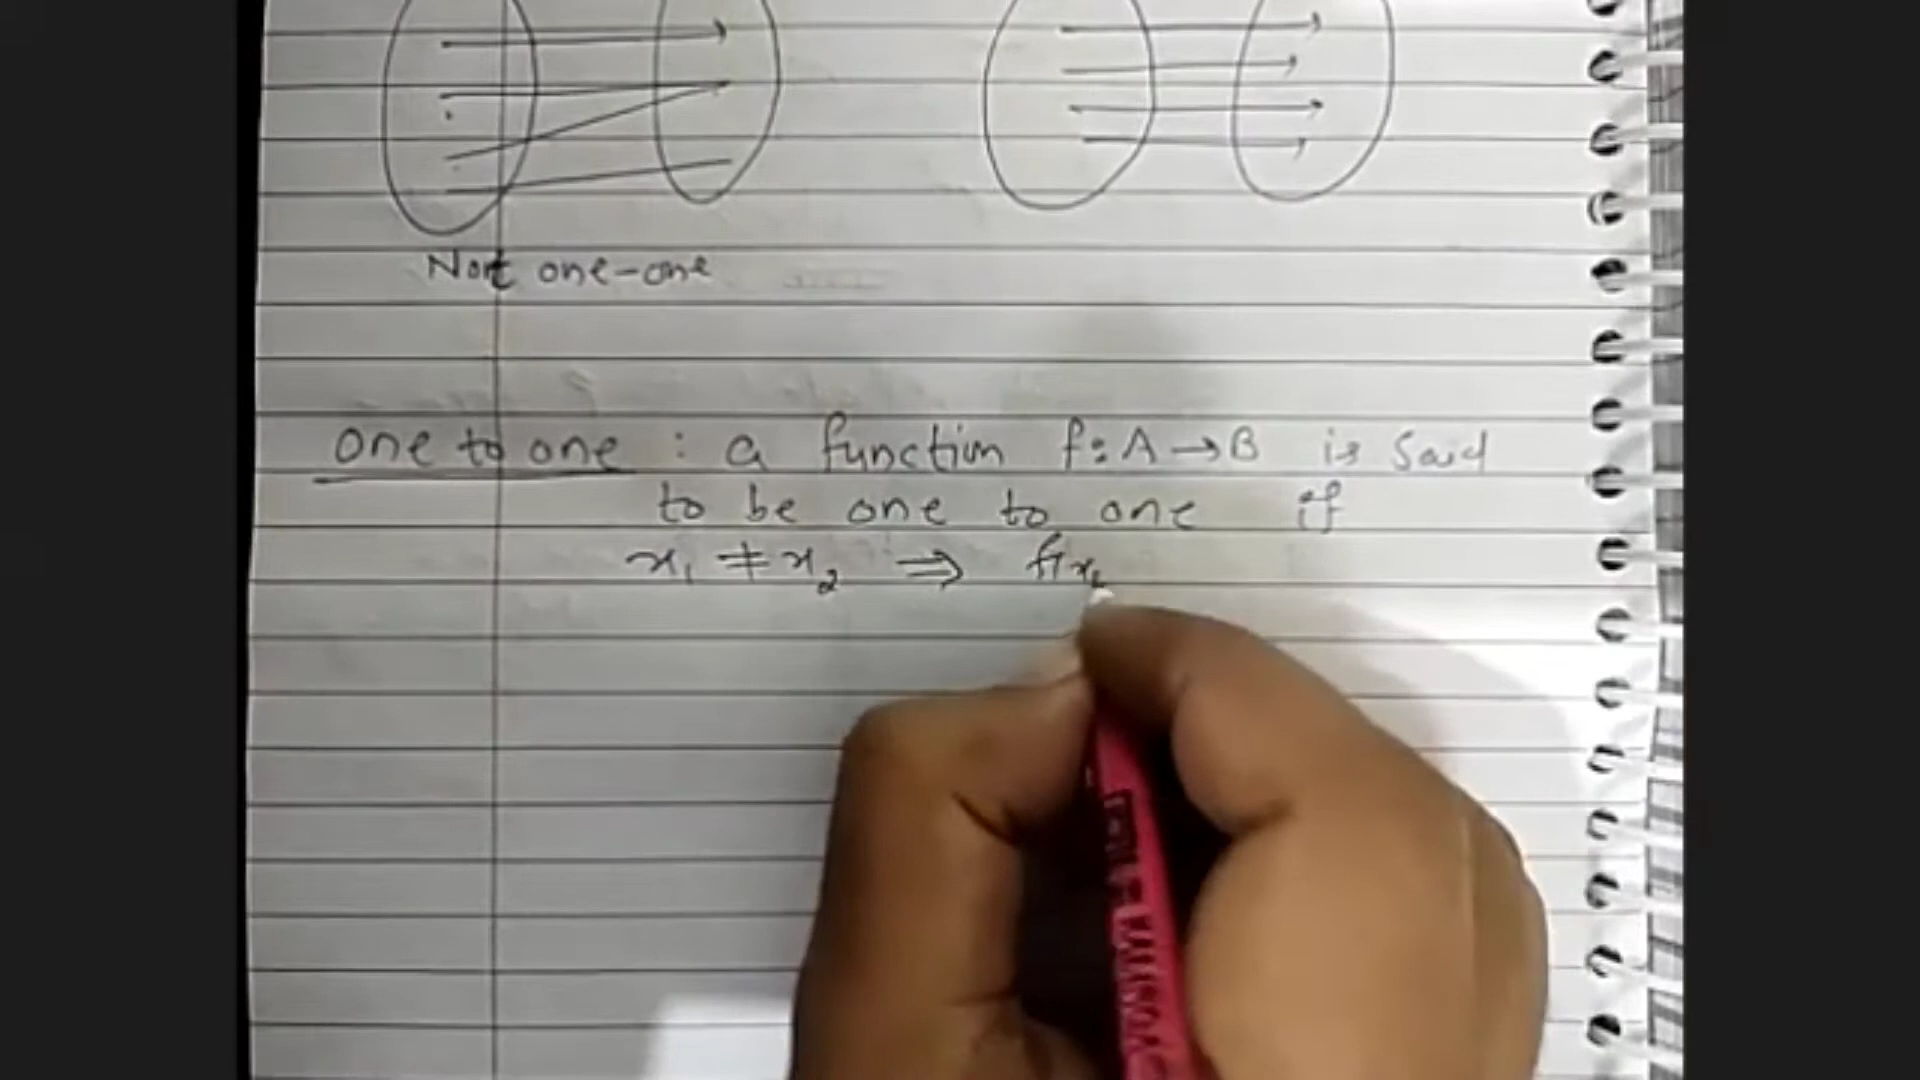 Not one-one
one to one : a function f: A → B is said
to be one to one if
x₁ ≠ x₂ ⇒ f(x₁